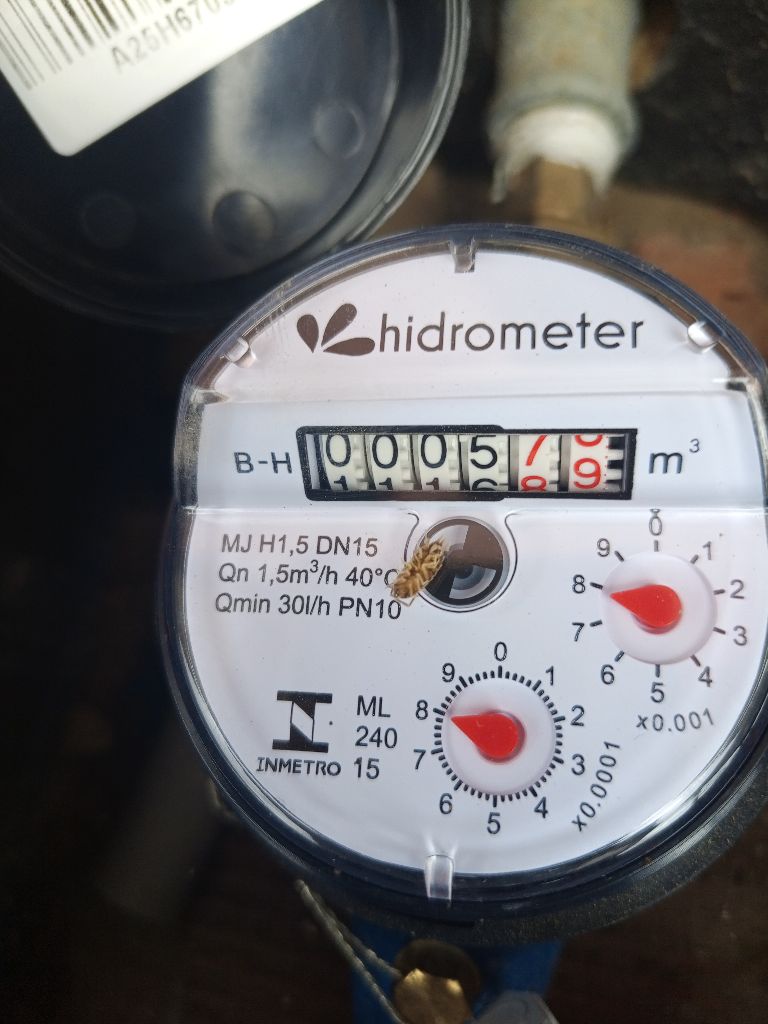 A25H670
hidrometer
B-H 000579 m³
MJ H1,5 DN15
Qn 1,5m³/h 40°C
Qmin 30l/h PN10
0 1 2 3 4 5 6 7 8 9
x0.001
INMETRO
ML
240
15
0 1 2 3 4 5 6 7 8 9
x0.0001